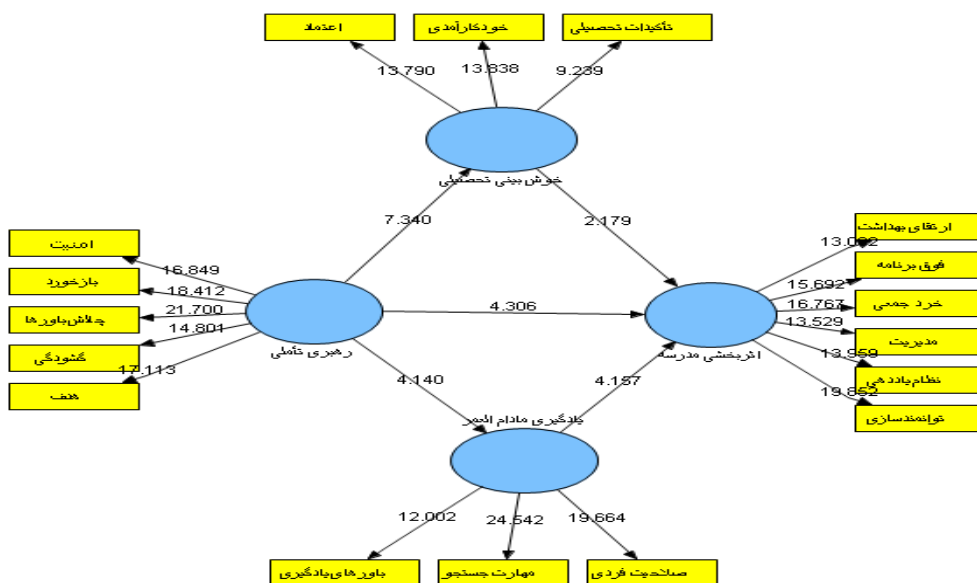 اعتماد
خودکارآمدی
تأکیدات تحصیلی
13.790
13.838
9.239
خوش بینی تحصیلی
7.340
2.179
امنیت
بازخورد
چالش باورها
گشودگی
هدف
16.849
18.412
21.700
14.801
17.113
رهبری تأملی
4.306
اثربخشی مدرسه
ارتقای بهداشت
فوق برنامه
خرد جمعی
مدیریت
نظام یاددهی
توانمندسازی
15.692
16.767
13.529
13.959
19.852
4.140
4.157
یادگیری مادام العمر
12.002
24.542
19.664
باورهای یادگیری
مهارت جستجو
صلاحیت فردی